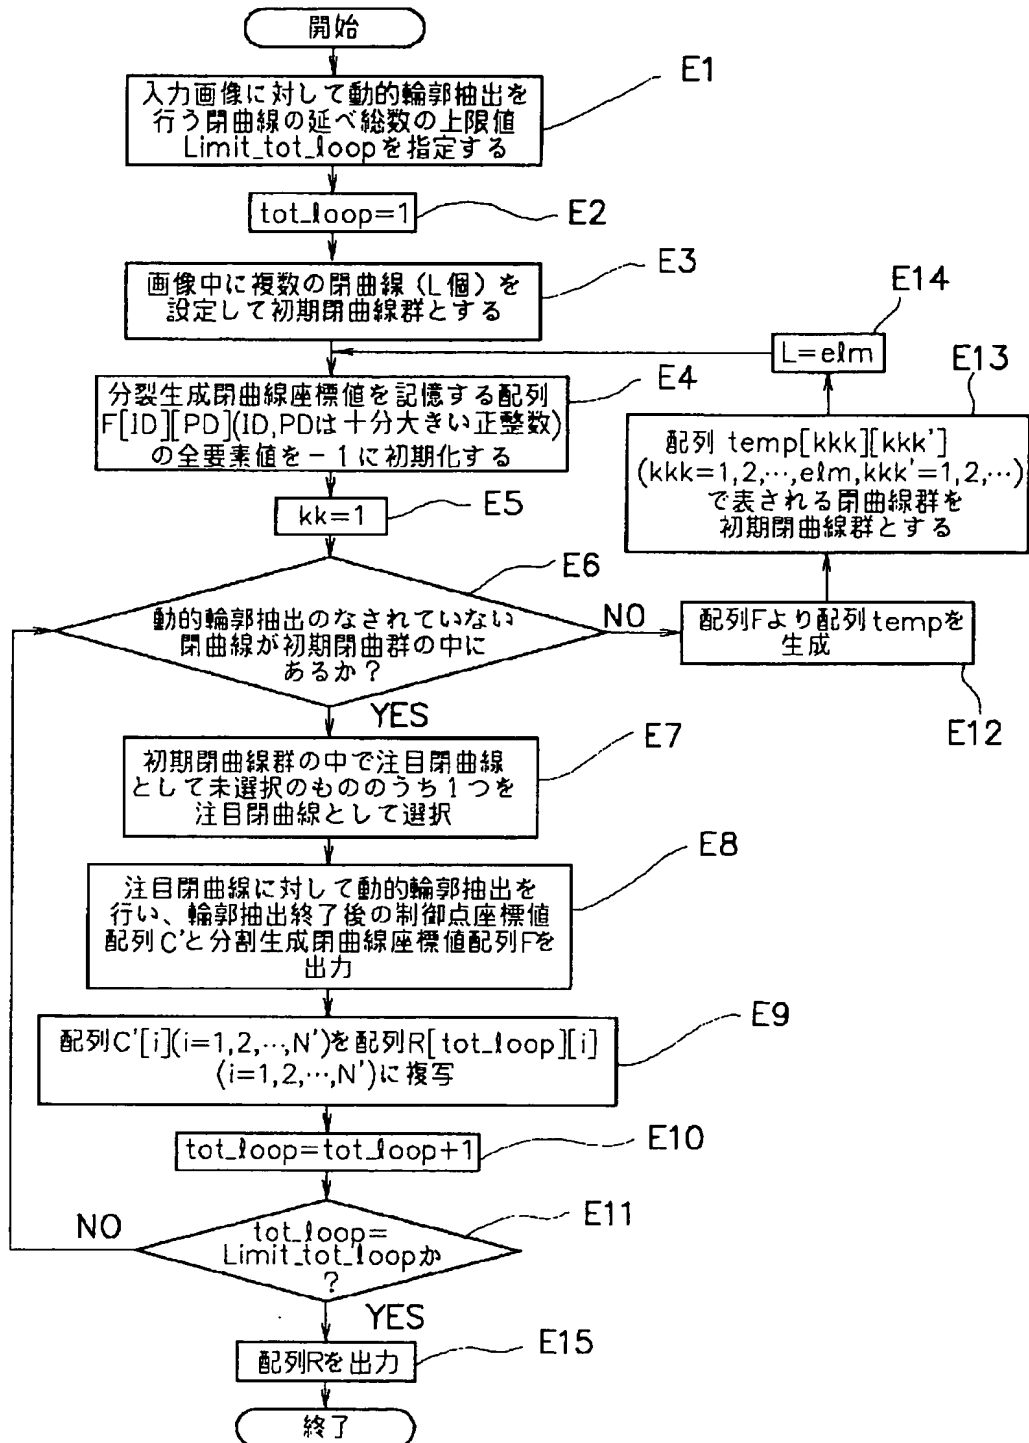 開始
E1
入力画像に対して動的輪郭抽出を
行う閉曲線の延べ総数の上限値
Limit_tot_loopを指定する
tot_loop=1
E2
画像中に複数の閉曲線(L個)を
設定して初期閉曲線群とする
E3
E14
L=elm
分裂生成閉曲線座標値を記憶する配列
F[ID][PD](ID,PDは十分大きい正整数)
の全要素値を-1に初期化する
E4
E13
配列 temp[kkk][kkk']
(kkk=1,2,…,elm,kkk'=1,2,…)
で表される閉曲線群を
初期閉曲線群とする
kk=1
E5
E6
動的輪郭抽出のなされていない
閉曲線が初期閉曲群の中に
あるか?
NO
配列Fより配列tempを
生成
E12
YES
E7
初期閉曲線群の中で注目閉曲線
として未選択のもののうち1つを
注目閉曲線として選択
E8
注目閉曲線に対して動的輪郭抽出を
行い、輪郭抽出終了後の制御点座標値
配列C'と分割生成閉曲線座標値配列Fを
出力
E9
配列C'[i](i=1,2,…,N')を配列R[tot_loop][i]
(i=1,2,…,N')に複写
tot_loop=tot_loop+1
E10
NO
E11
tot_loop=
Limit_tot_loopか
?
YES
配列Rを出力
E15
終了